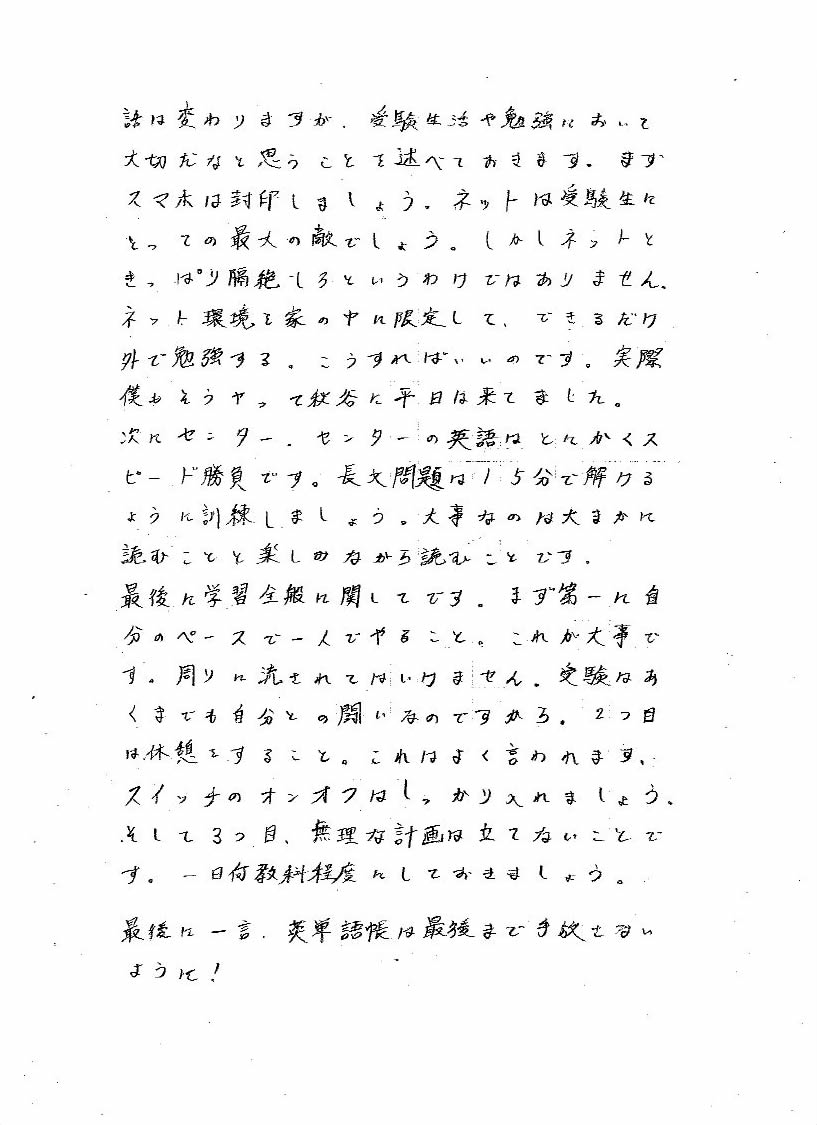 語は変わりますが、受験生活や勉強において
大切だなと思うことを述べておきます。まず
スマホは封印しましょう。ネットは受験生に
とっての最大の敵でしょう。しかしネットと
きっぱり隔絶しろというわけではありません。
ネット環境を家の中に限定して、できるだけ
外で勉強する。こうすればいいのです。実際
僕もそうやって秋谷に平日は来てました。
次にセンター。センターの英語はとにかくス
ピード勝負です。長文問題は15分で解ける
ように訓練しましょう。大事なのは大まかに
読むことと楽しみながら読むことです。
最後に学習全般に関してです。まず第一に自
分のペースで一人でやること。これが大事で
す。周りに流されてはいけません。受験はあ
くまでも自分との闘いなのですから。2つ目
は休憩をすること。これはよく言われます、
スイッチのオンオフはしっかり入れましょう。
そして3つ目、無理な計画は立てないことで
す。一日何教科程度にしておきましょう。
最後に一言、英単語帳は最後まで手放さない
ように!